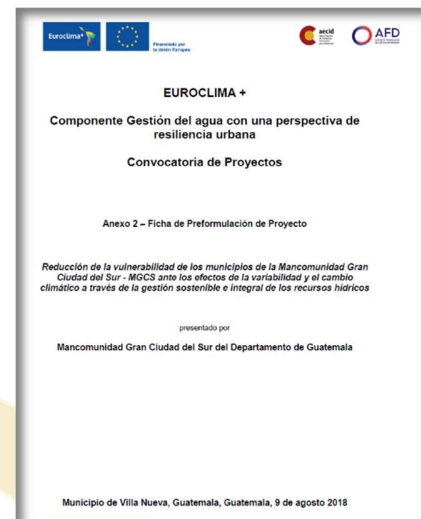 Euroclima+
Financiado por
la Unión Europea
aecid
AFD
EUROCLIMA +
Componente Gestión del agua con una perspectiva de
resiliencia urbana
Convocatoria de Proyectos
Anexo 2 – Ficha de Preformulación de Proyecto
Reducción de la vulnerabilidad de los municipios de la Mancomunidad Gran
Ciudad del Sur - MGCS ante los efectos de la variabilidad y el cambio
climático a través de la gestión sostenible e integral de los recursos hídricos
presentado por
Mancomunidad Gran Ciudad del Sur del Departamento de Guatemala
Municipio de Villa Nueva, Guatemala, Guatemala, 9 de agosto 2018